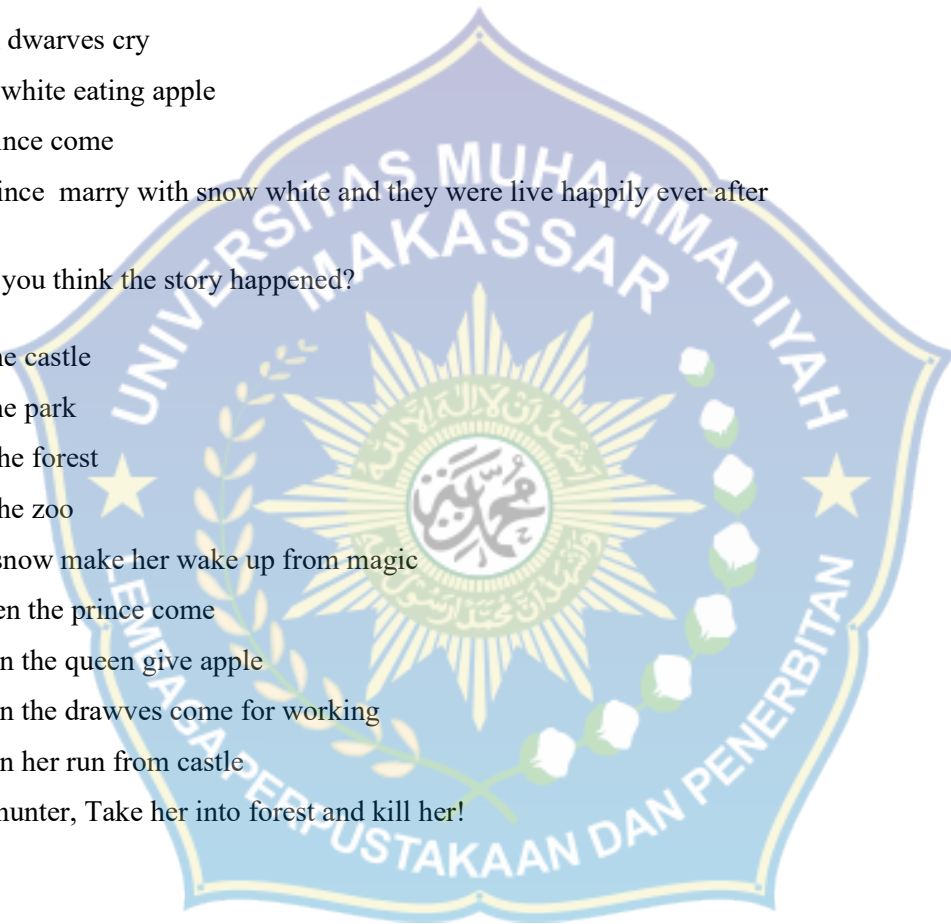 dwarves cry
white eating apple
ince come
ince marry with snow white and they were live happily ever after
you think the story happened?
he castle
he park
he forest
he zoo
snow make her wake up from magic
en the prince come
n the queen give apple
n the drawves come for working
n her run from castle
hunter, Take her into forest and kill her!
UNIVERSITAS MUHAMMADIYAH
MAKASSAR
LEMBAGA PERPUSTAKAAN DAN PENERBITAN
محمد